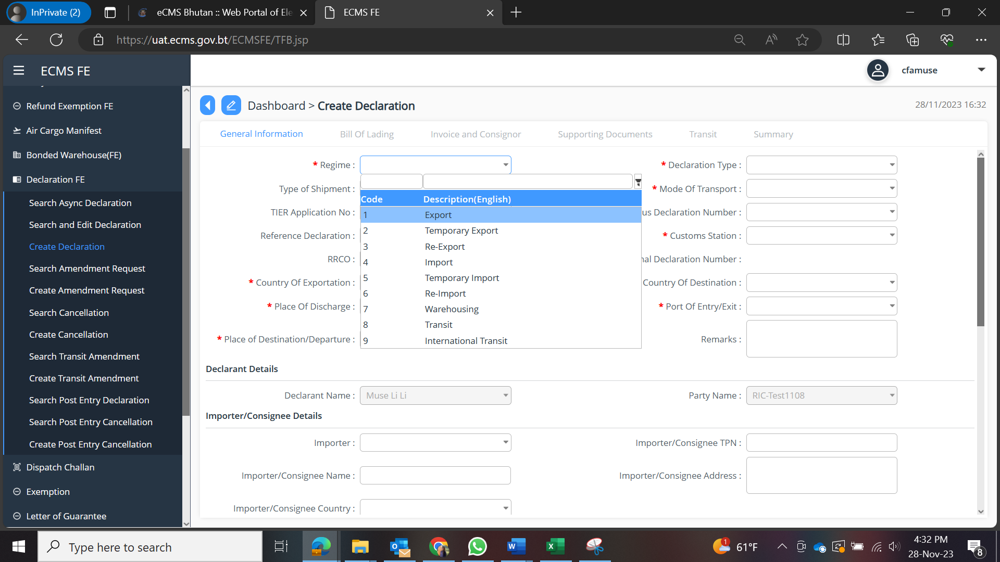 InPrivate (2)
eCMS Bhutan :: Web Portal of Ele
ECMS FE
https://uat.ecms.gov.bt/ECMSFE/TFB.jsp
ECMS FE
cfamuse
Refund Exemption FE
Air Cargo Manifest
Bonded Warehouse(FE)
Declaration FE
Search Async Declaration
Search and Edit Declaration
Create Declaration
Search Amendment Request
Create Amendment Request
Search Cancellation
Create Cancellation
Search Transit Amendment
Create Transit Amendment
Search Post Entry Declaration
Search Post Entry Cancellation
Create Post Entry Cancellation
Dispatch Challan
Exemption
Letter of Guarantee
Dashboard > Create Declaration
28/11/2023 16:32
General Information Bill Of Lading Invoice and Consignor Supporting Documents Transit Summary
* Regime : * Declaration Type :
Type of Shipment : * Mode Of Transport :
Code Description(English)
TIER Application No : us Declaration Number :
1 Export
2 Temporary Export
Reference Declaration : * Customs Station :
3 Re-Export
RRCO : nal Declaration Number :
4 Import
5 Temporary Import
* Country Of Exportation : Country Of Destination :
6 Re-Import
* Place Of Discharge : * Port Of Entry/Exit :
7 Warehousing
8 Transit
* Place of Destination/Departure : Remarks :
9 International Transit
Declarant Details
Declarant Name : Muse Li Li Party Name : RIC-Test1108
Importer/Consignee Details
Importer : Importer/Consignee TPN :
Importer/Consignee Name : Importer/Consignee Address :
Importer/Consignee Country :
Type here to search
1
61°F
4:32 PM
28-Nov-23
8